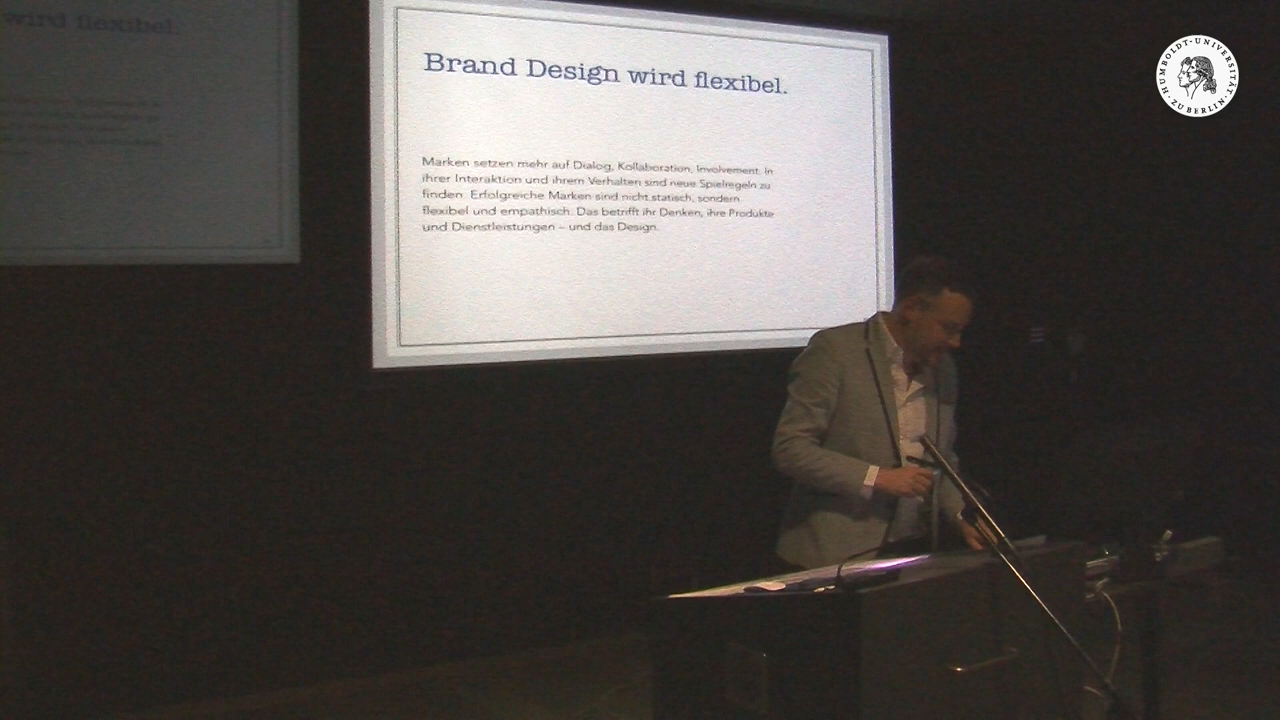 wird flexibel.
Brand Design wird flexibel.
Marken setzen mehr auf Dialog, Kollaboration, Involvement. In
ihrer Interaktion und ihrem Verhalten sind neue Spielregeln zu
finden. Erfolgreiche Marken sind nicht statisch, sondern
flexibel und empathisch. Das betrifft ihr Denken, ihre Produkte
und Dienstleistungen – und das Design.
HUMBOLDT-UNIVERSITÄT
ZU BERLIN